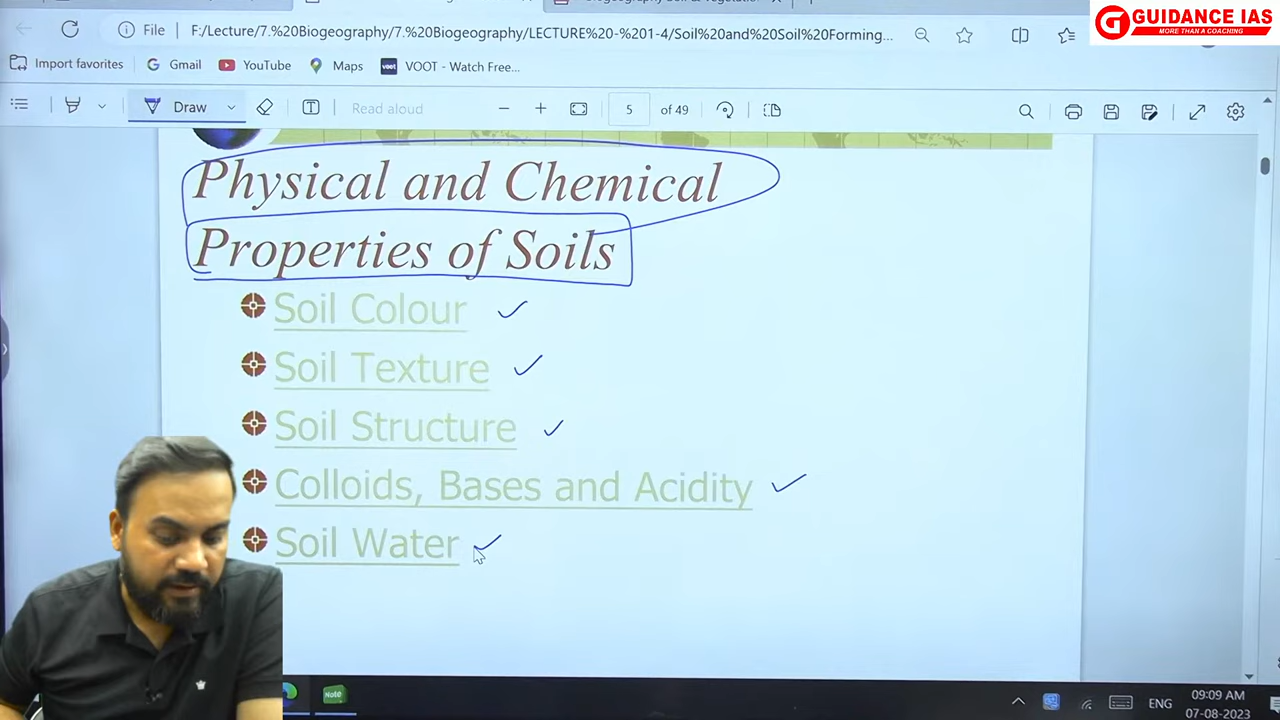 GUIDANCE IAS
MORE THAN A COACHING
File
F:/Lecture/7.%20Biogeography/7.%20Biogeography/LECTURE%20-%201-4/Soil%20and%20Soil%20Forming...
Import favorites
Gmail
YouTube
Maps
voot
VOOT - Watch Free...
Draw
Read aloud
5
of 49
Physical and Chemical
Properties of Soils
Soil Colour
Soil Texture
Soil Structure
Colloids, Bases and Acidity
Soil Water
Note
ENG
09:09 AM
07-08-2023